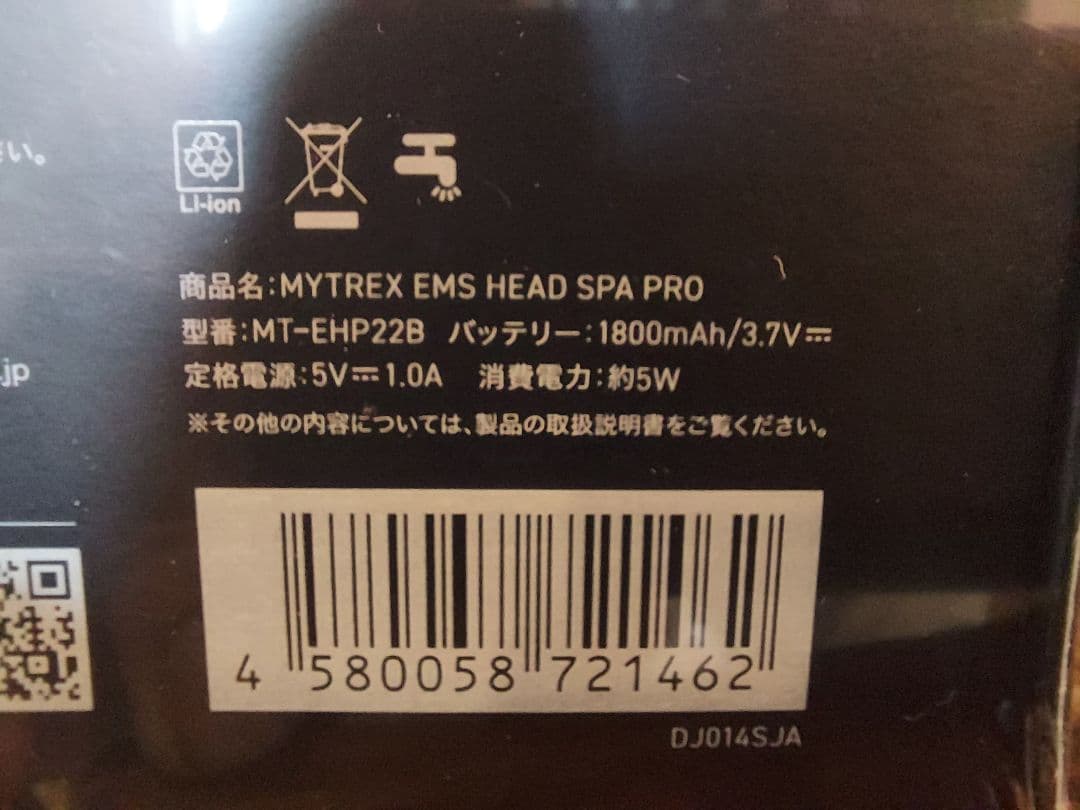 さい。
Li-ion
商品名:MYTREX EMS HEAD SPA PRO
型番:MT-EHP22B バッテリー:1800mAh/3.7V⎓
.jp
定格電源:5V⎓1.0A 消費電力:約5W
※その他の内容については、製品の取扱説明書をご覧ください。
4 580058 721462
DJ014SJA